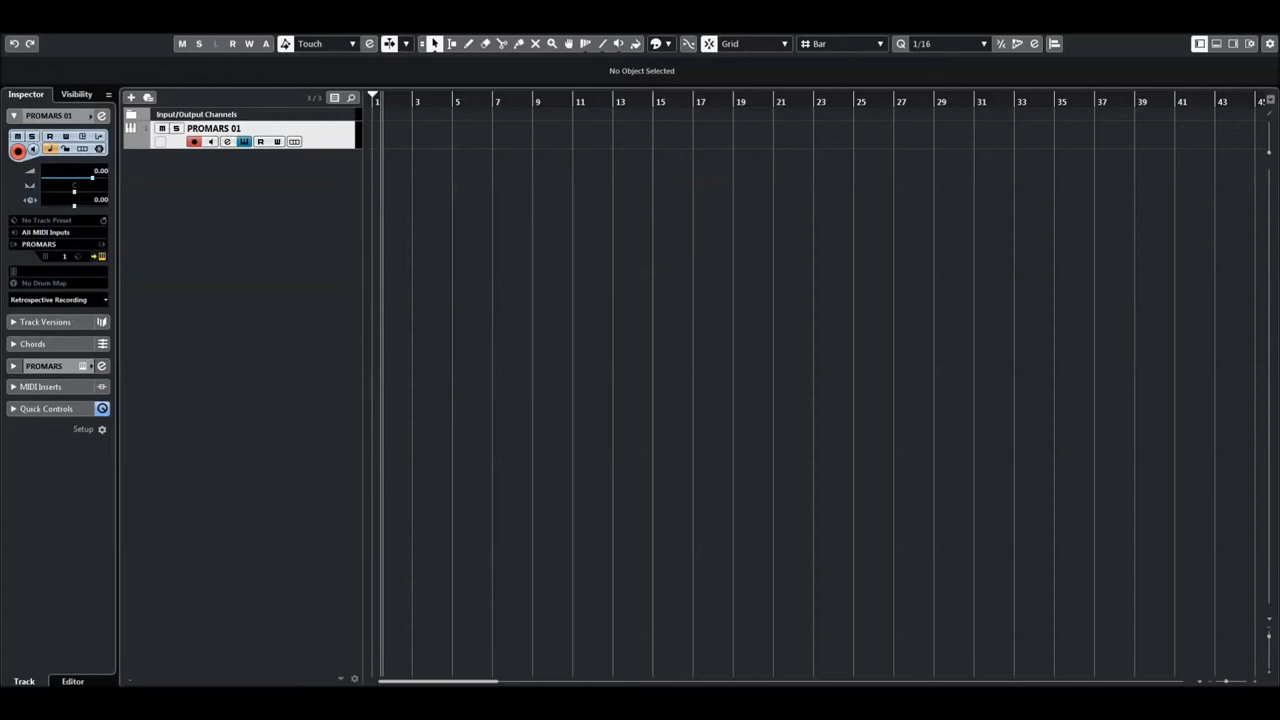 M S L R W A Touch Grid Bar Q 1/16
No Object Selected
Inspector Visibility
3 / 3
1 3 5 7 9 11 13 15 17 19 21 23 25 27 29 31 33 35 37 39 41 43
Input/Output Channels
PROMARS 01
1 M S PROMARS 01
M S R W
R W
0.00
C
0.00
No Track Preset
All MIDI Inputs
PROMARS
1
No Drum Map
Retrospective Recording
Track Versions
Chords
PROMARS
MIDI Inserts
Quick Controls
Setup
Track Editor